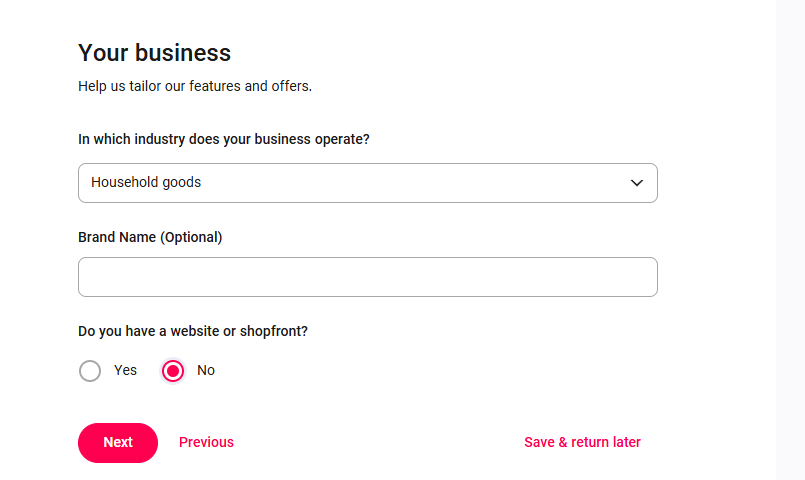 Your business
Help us tailor our features and offers.
In which industry does your business operate?
Household goods
Brand Name (Optional)
Do you have a website or shopfront?
Yes No
Next Previous Save & return later